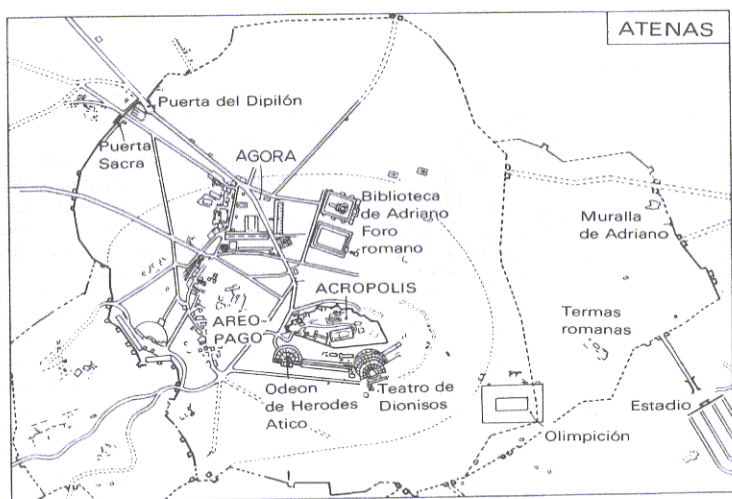 ATENAS
Puerta del Dipilón
Puerta
Sacra
AGORA
Biblioteca
de Adriano
Foro
romano
Muralla
de Adriano
ACROPOLIS
AREO-
PAGO
Termas
romanas
Odeon
de Herodes
Atico
Teatro de
Dionisos
Estadio
Olimpición